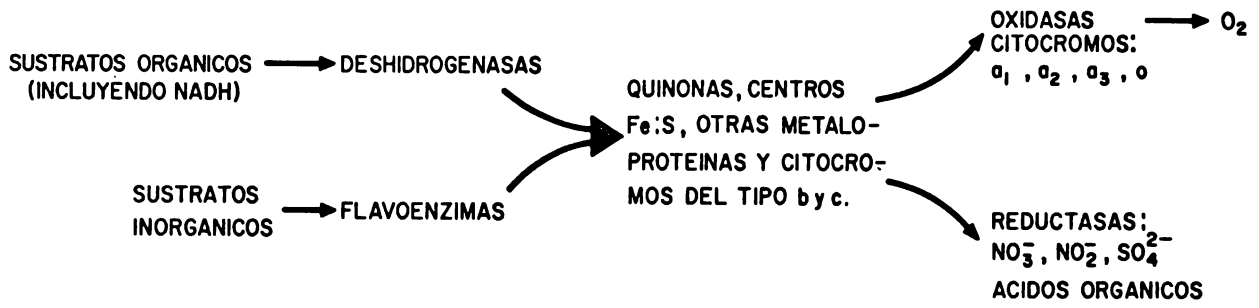 SUSTRATOS ORGANICOS
(INCLUYENDO NADH)
DESHIDROGENASAS
SUSTRATOS
INORGANICOS
FLAVOENZIMAS
QUINONAS, CENTROS
Fe:S, OTRAS METALO-
PROTEINAS Y CITOCRO-
MOS DEL TIPO b y c.
OXIDASAS
CITOCROMOS:
a₁ , a₂ , a₃ , o
O₂
REDUCTASAS:
NO₃⁻, NO₂⁻, SO₄²⁻
ACIDOS ORGANICOS